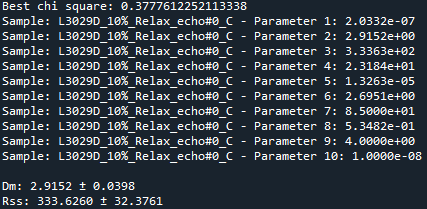 Best chi square: 0.3777612252113338
Sample: L3029D_10%_Relax_echo#0_C - Parameter 1: 2.0332e-07
Sample: L3029D_10%_Relax_echo#0_C - Parameter 2: 2.9152e+00
Sample: L3029D_10%_Relax_echo#0_C - Parameter 3: 3.3363e+02
Sample: L3029D_10%_Relax_echo#0_C - Parameter 4: 2.3184e+01
Sample: L3029D_10%_Relax_echo#0_C - Parameter 5: 1.3263e-05
Sample: L3029D_10%_Relax_echo#0_C - Parameter 6: 2.6951e+00
Sample: L3029D_10%_Relax_echo#0_C - Parameter 7: 8.5000e+01
Sample: L3029D_10%_Relax_echo#0_C - Parameter 8: 5.3482e-01
Sample: L3029D_10%_Relax_echo#0_C - Parameter 9: 4.0000e+00
Sample: L3029D_10%_Relax_echo#0_C - Parameter 10: 1.0000e-08
Dm: 2.9152 ± 0.0398
Rss: 333.6260 ± 32.3761